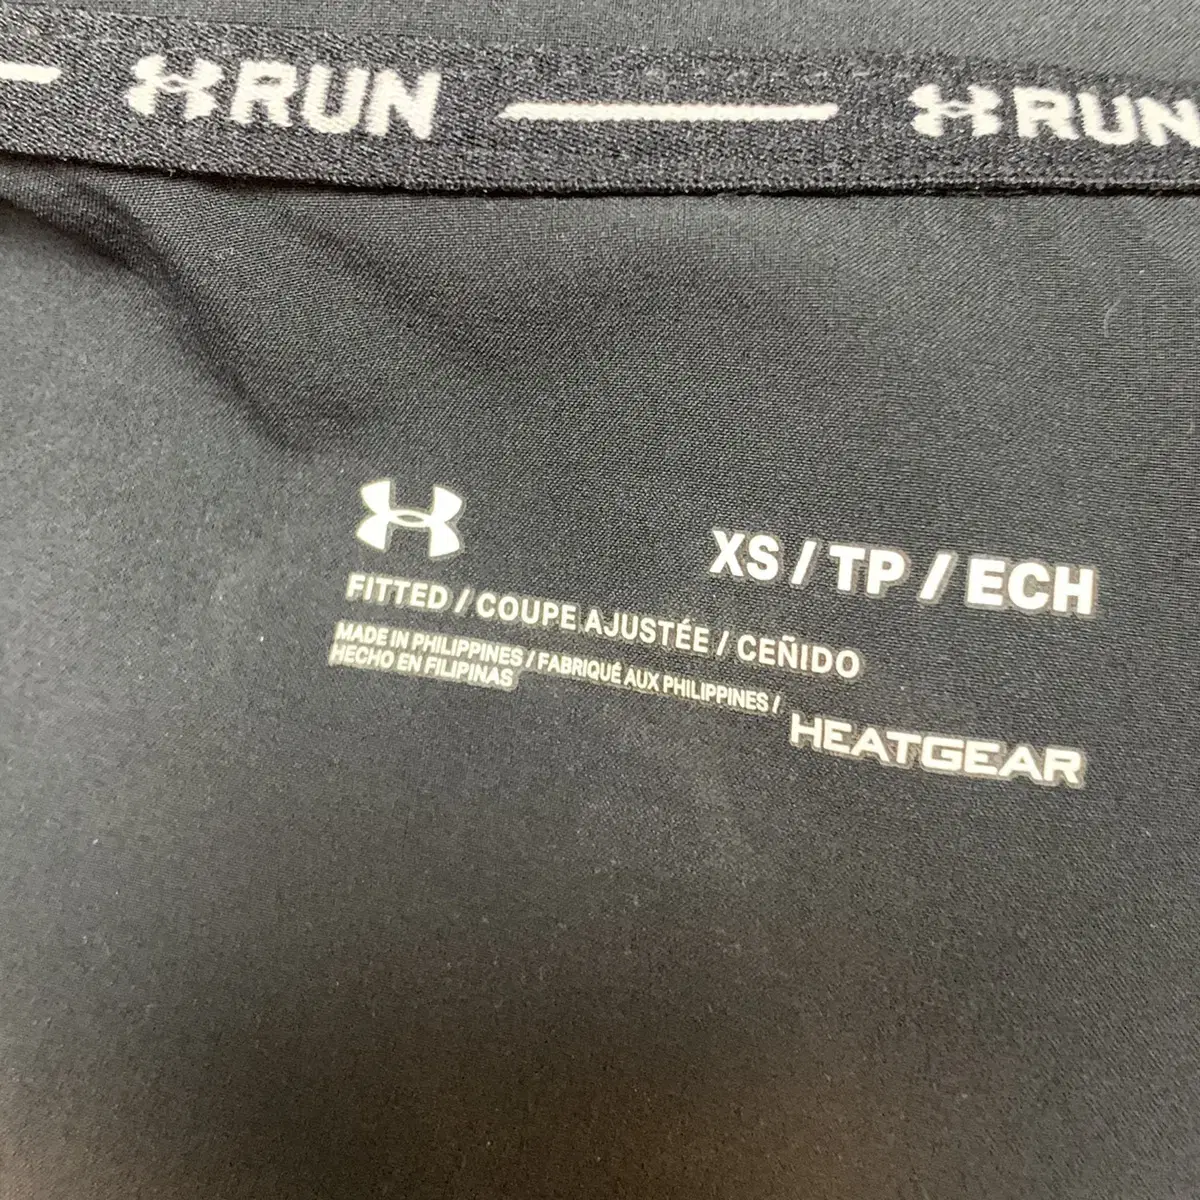 RUN RUN
XS / TP / ECH
FITTED / COUPE AJUSTÉE / CEÑIDO
MADE IN PHILIPPINES / FABRIQUÉ AUX PHILIPPINES /
HECHO EN FILIPINAS
HEATGEAR